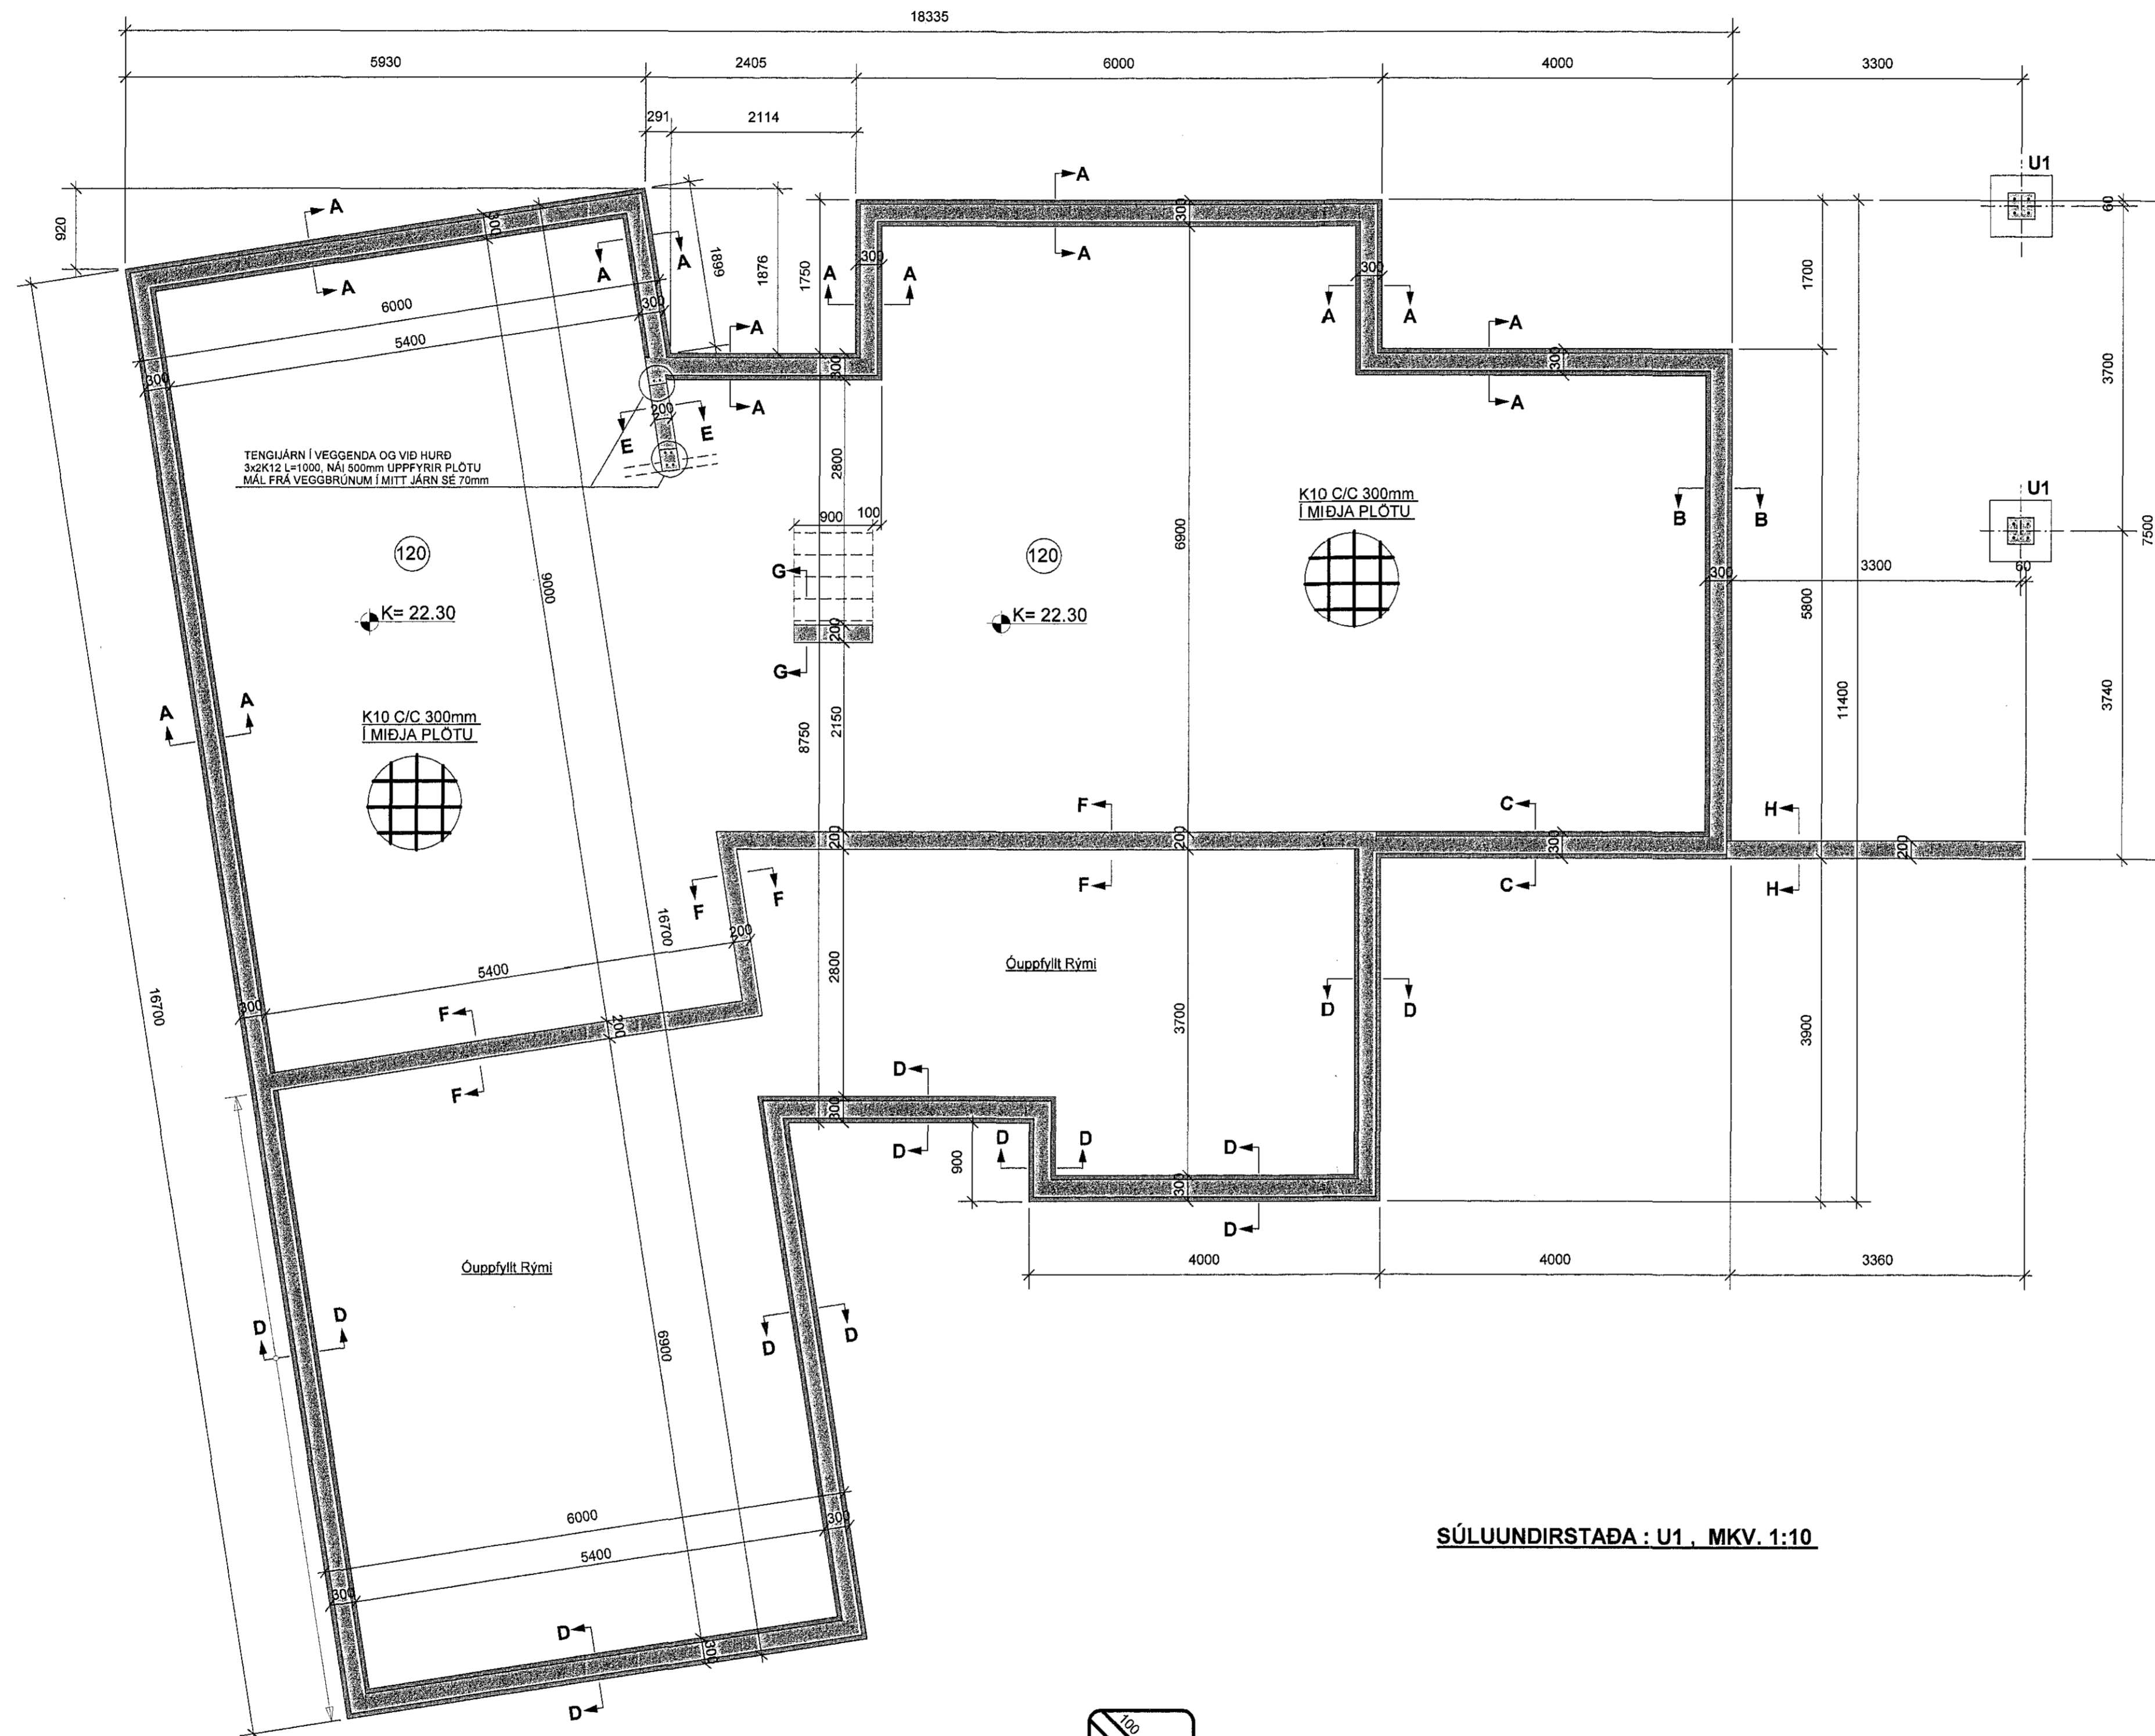 18335
5930
2405
6000
4000
3300
291
2114
U1
920
A
A
300
A
A
1899
1876
1750
A
A
300
A
A
300
300
A
A
1700
60
6000
5400
300
300
A
A
300
A
A
300
3700
200
E
E
TENGIJÁRN Í VEGGENDA OG VIÐ HURÐ
3x2K12 L=1000, NÁI 500mm UPPFYRIR PLÖTU
MÁL FRÁ VEGGBRÚNUM Í MITT JÁRN SÉ 70mm
2800
K10 C/C 300mm
Í MIÐJA PLÖTU
B
B
U1
7500
900
100
6900
120
120
G
9000
300
3300
60
K= 22.30
K= 22.30
200
G
5800
11400
3740
A
A
K10 C/C 300mm
Í MIÐJA PLÖTU
8750
2150
F
C
H
200
200
300
200
F
F
F
C
H
16700
200
5400
2800
Óuppfyllt Rými
D
D
16700
300
F
200
3700
3900
F
D
300
D
D
D
D
900
300
D
4000
4000
3360
Óuppfyllt Rými
D
D
D
D
6900
6000
5400
300
300
SÚLUUNDIRSTAÐA : U1 , MKV. 1:10
D
300
D
100